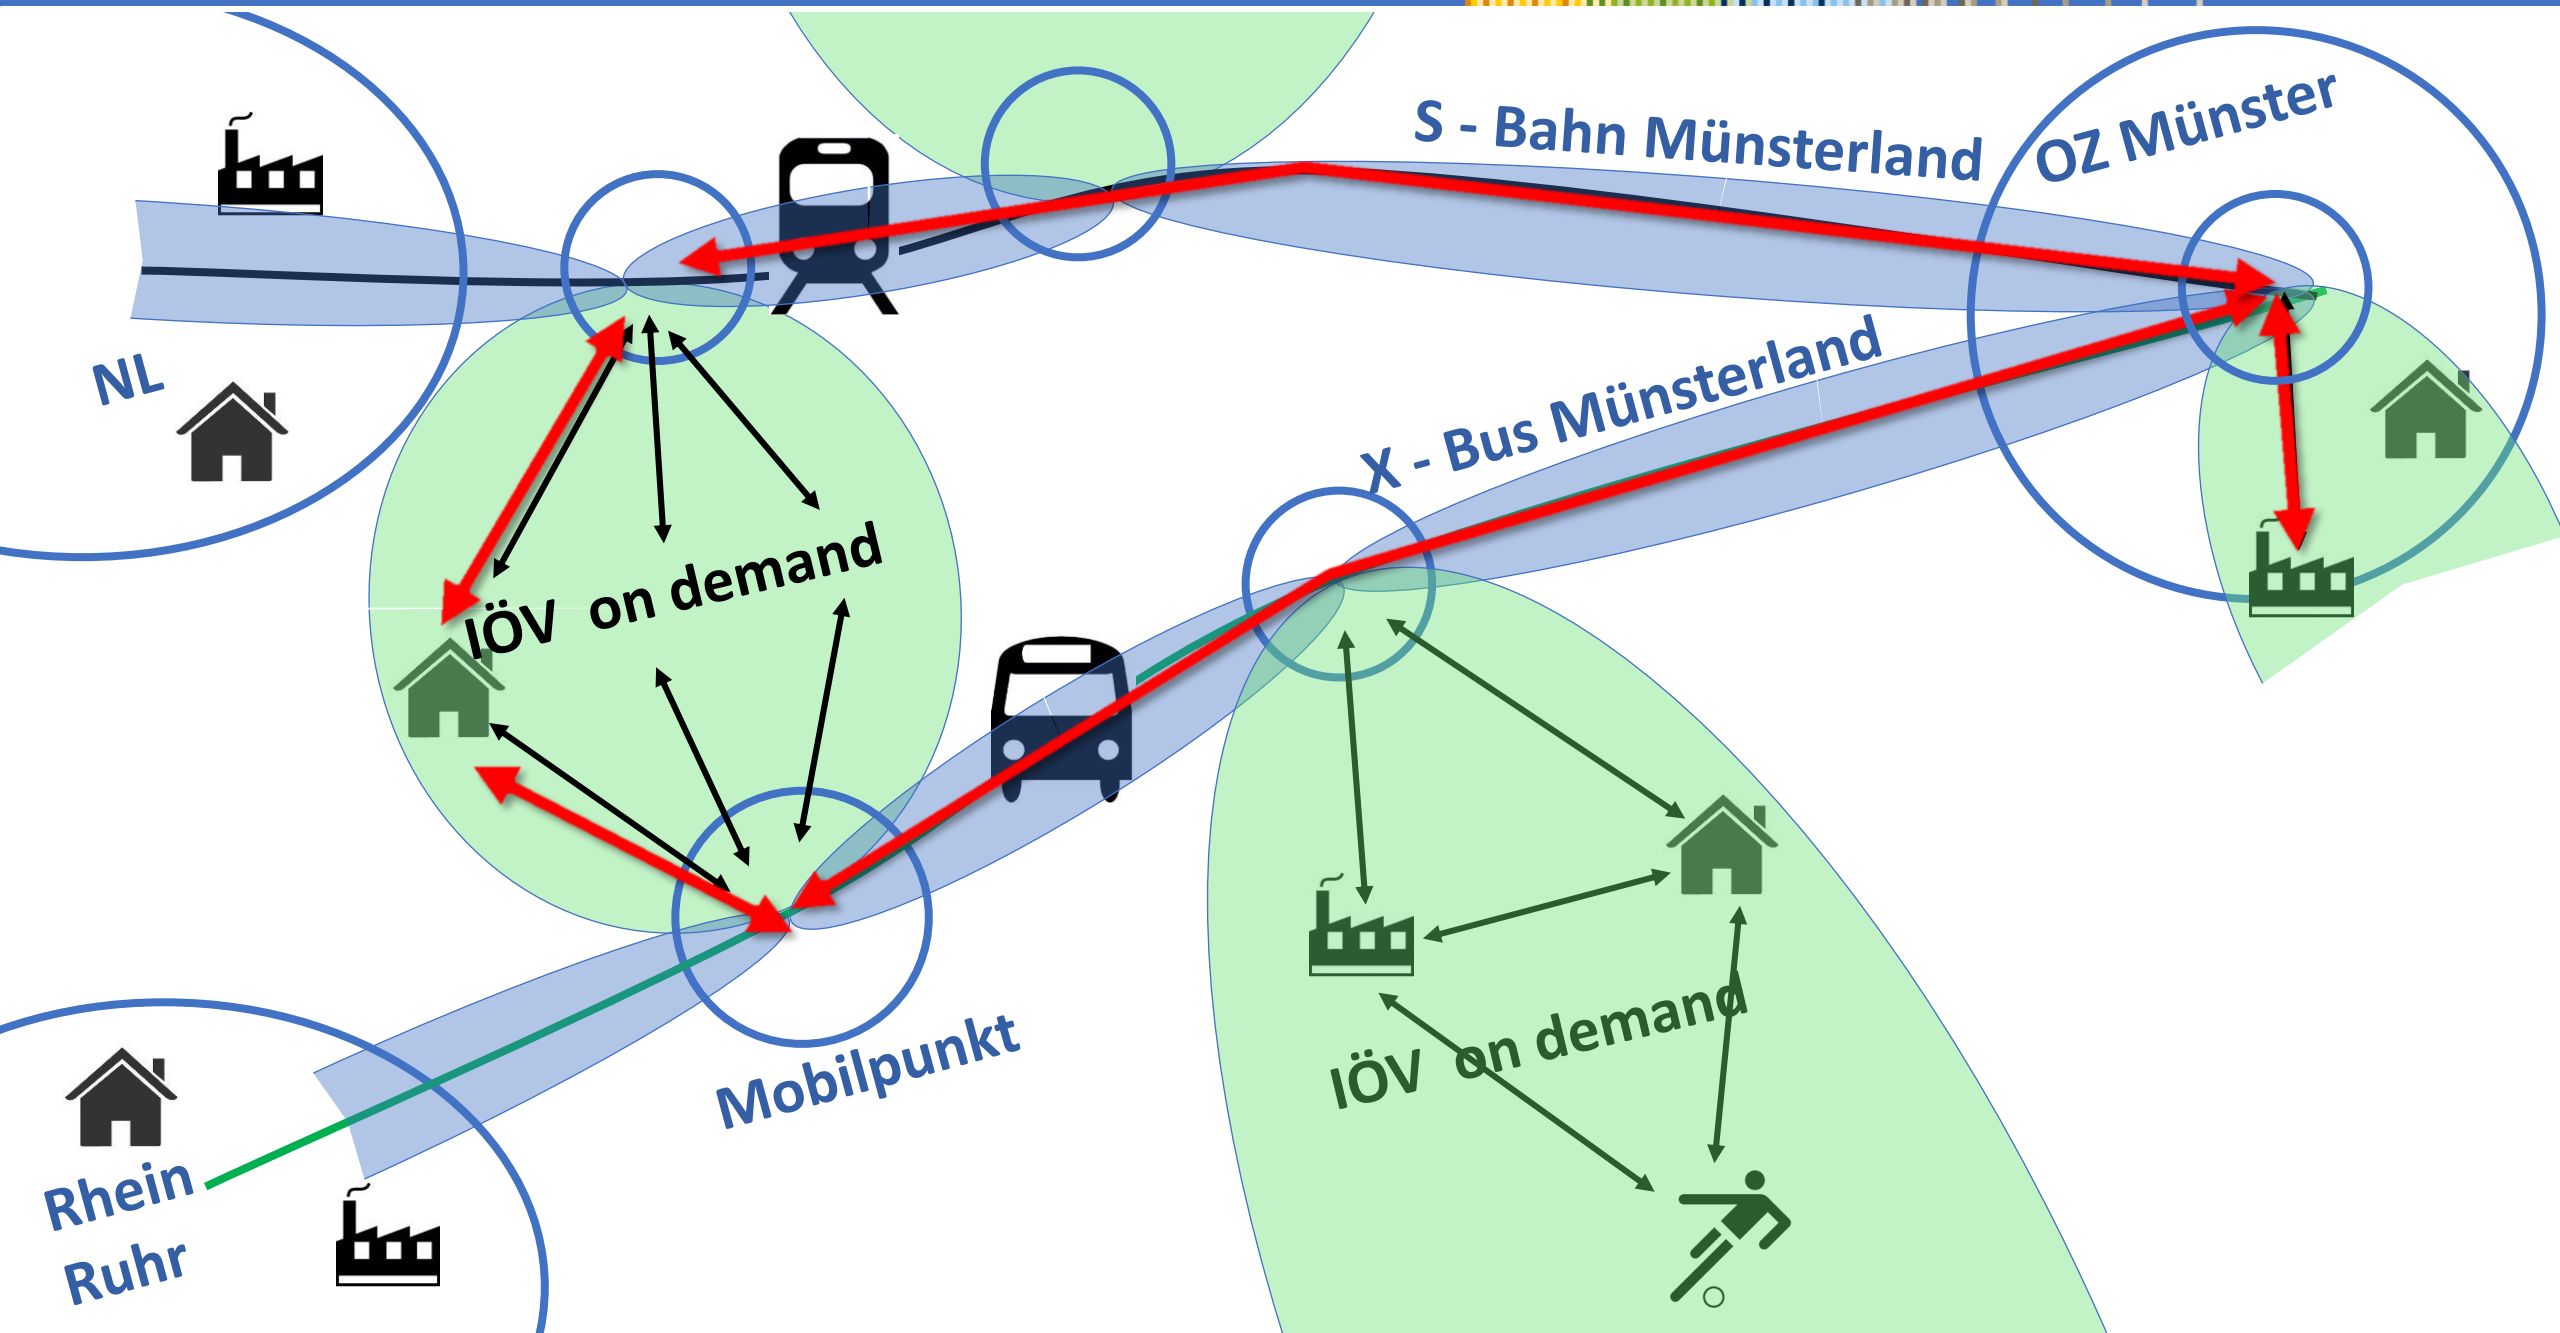 S - Bahn Münsterland
OZ Münster
NL
X - Bus Münsterland
IÖV on demand
Mobilpunkt
IÖV on demand
Rhein
Ruhr